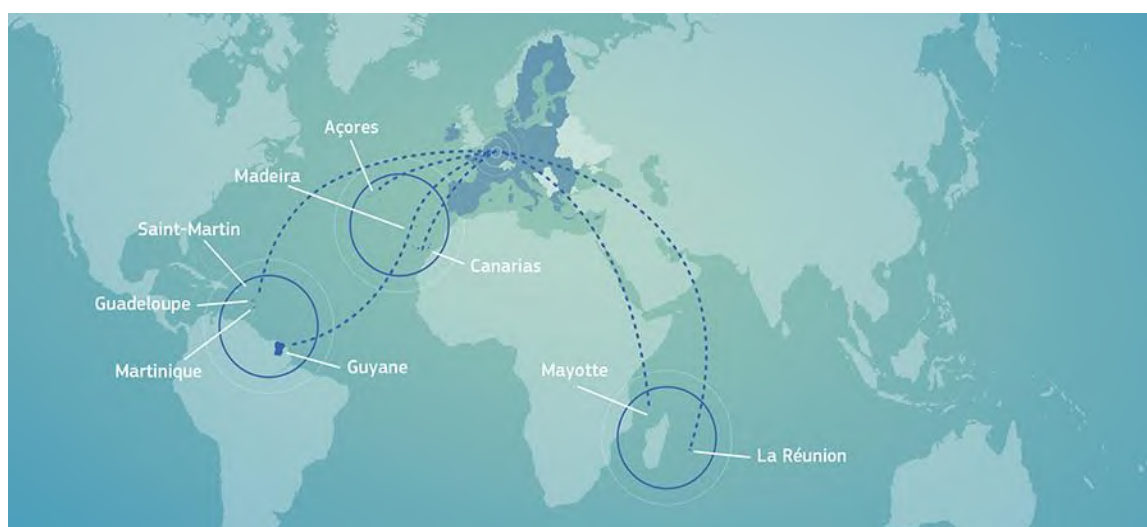 Açores
Madeira
Saint-Martin
Canarias
Guadeloupe
Martinique
Guyane
Mayotte
La Réunion